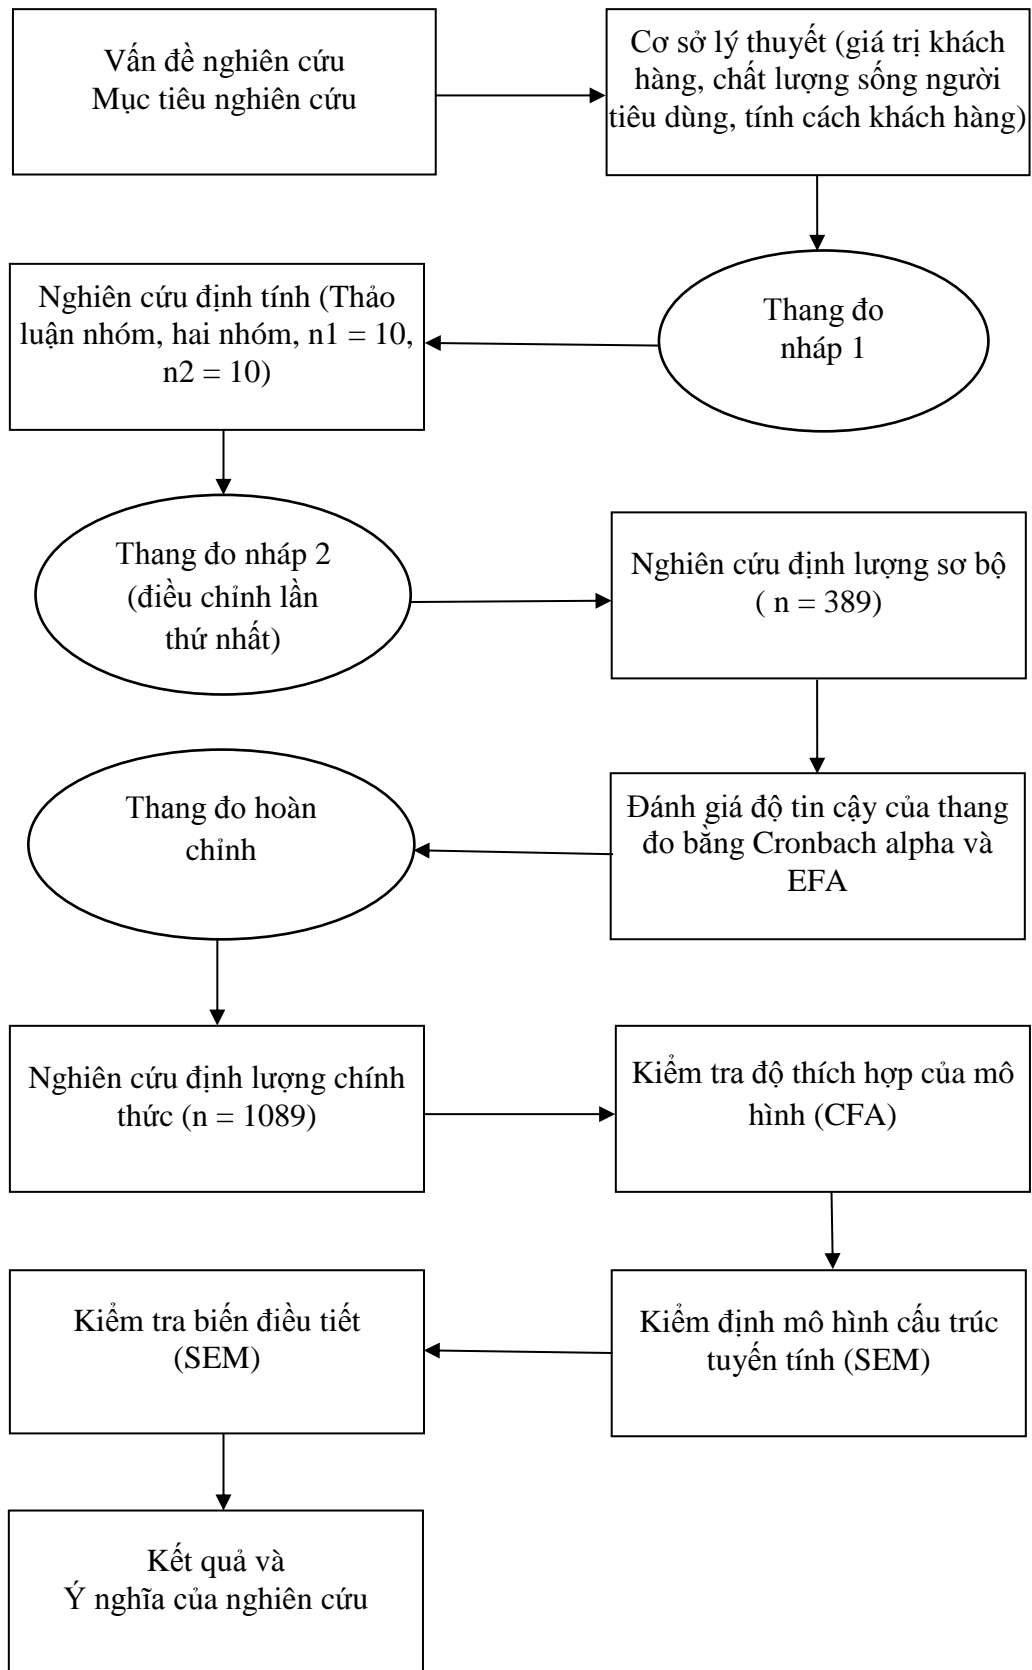 Vấn đề nghiên cứu
Mục tiêu nghiên cứu
Cơ sở lý thuyết (giá trị khách
hàng, chất lượng sống người
tiêu dùng, tính cách khách hàng)
Thang đo
nháp 1
Nghiên cứu định tính (Thảo
luận nhóm, hai nhóm, n1 = 10,
n2 = 10)
Thang đo nháp 2
(điều chỉnh lần
thứ nhất)
Nghiên cứu định lượng sơ bộ
( n = 389)
Đánh giá độ tin cậy của thang
đo bằng Cronbach alpha và
EFA
Thang đo hoàn
chỉnh
Nghiên cứu định lượng chính
thức (n = 1089)
Kiểm tra độ thích hợp của mô
hình (CFA)
Kiểm định mô hình cấu trúc
tuyến tính (SEM)
Kiểm tra biến điều tiết
(SEM)
Kết quả và
Ý nghĩa của nghiên cứu